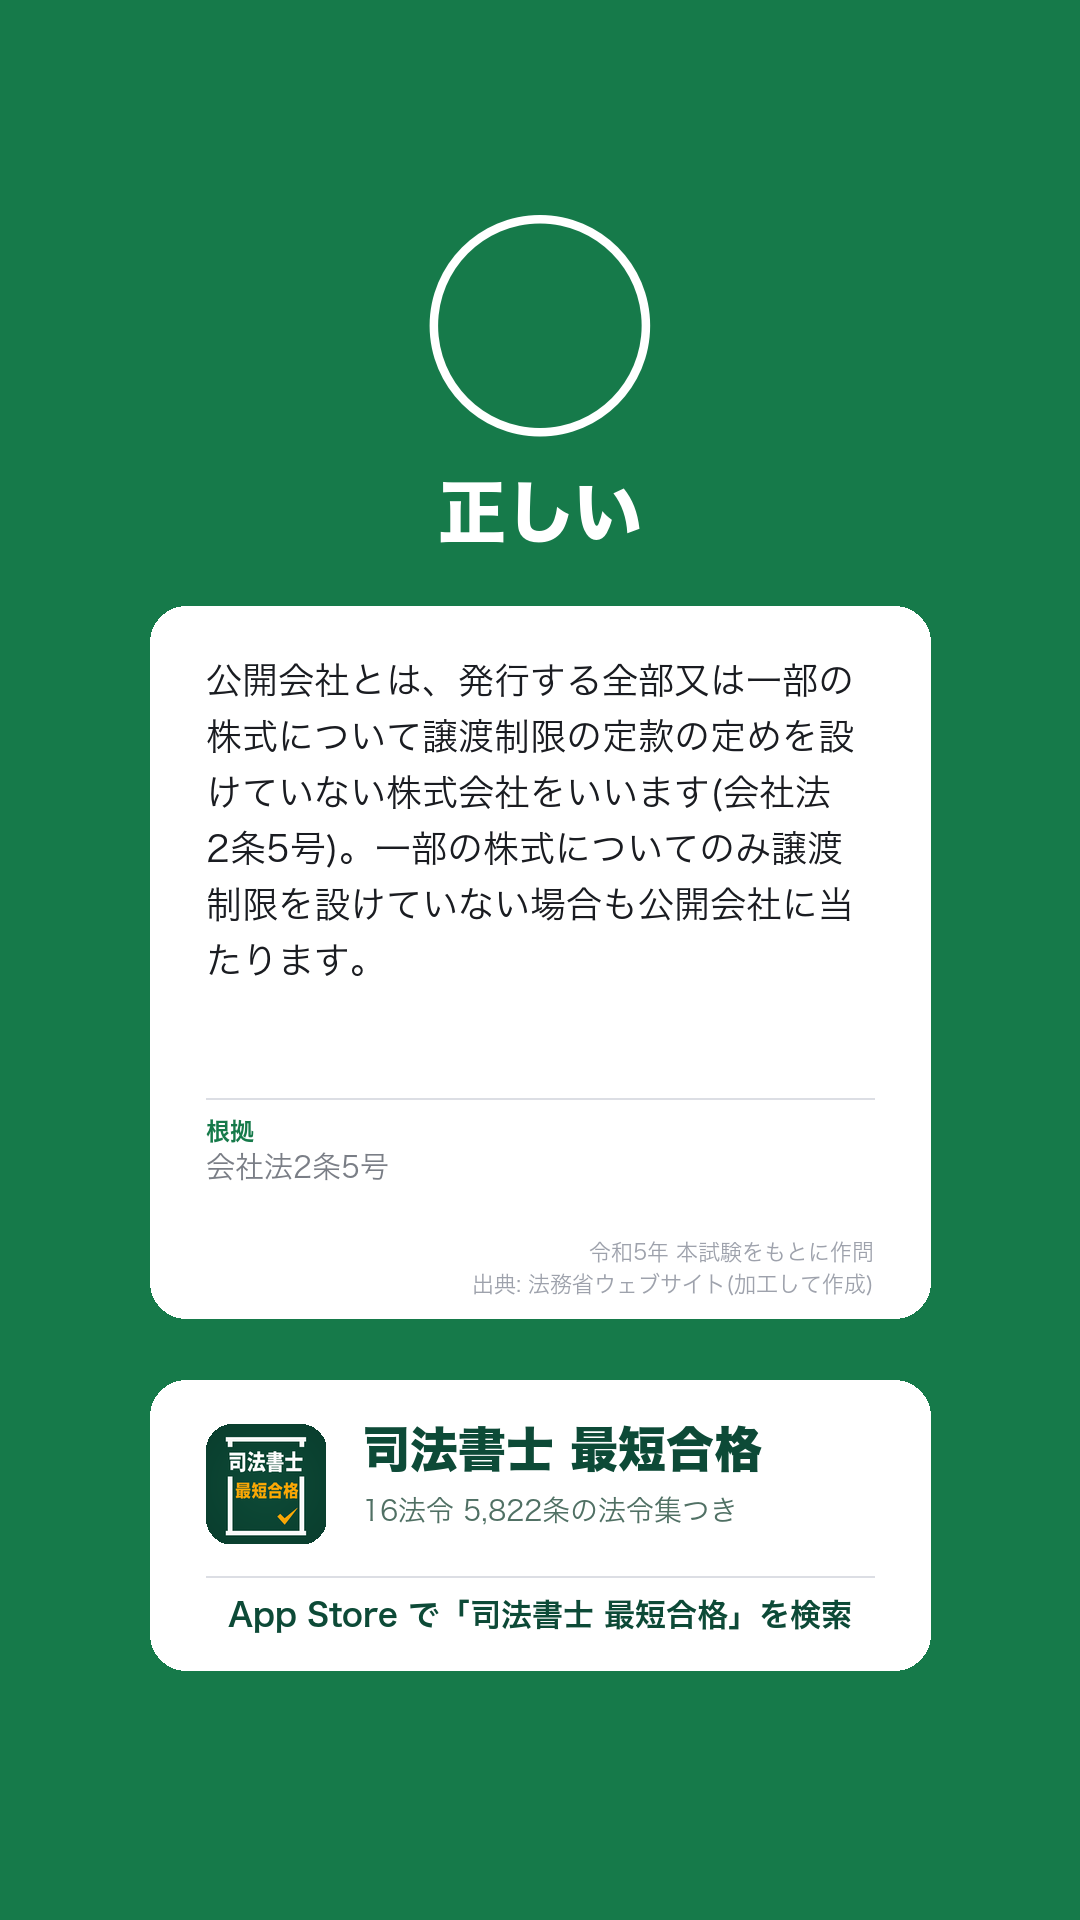 正しい
公開会社とは、発行する全部又は一部の
株式について譲渡制限の定款の定めを設
けていない株式会社をいいます(会社法
2条5号)。一部の株式についてのみ譲渡
制限を設けていない場合も公開会社に当
たります。
根拠
会社法2条5号
令和5年 本試験をもとに作問
出典: 法務省ウェブサイト(加工して作成)
司法書士
最短合格
司法書士 最短合格
16法令 5,822条の法令集つき
App Store で「司法書士 最短合格」を検索